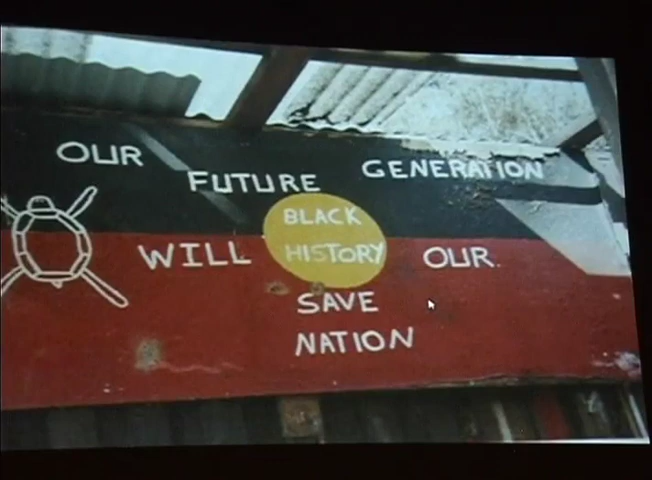 OUR FUTURE GENERATION
WILL BLACK HISTORY OUR.
SAVE
NATION